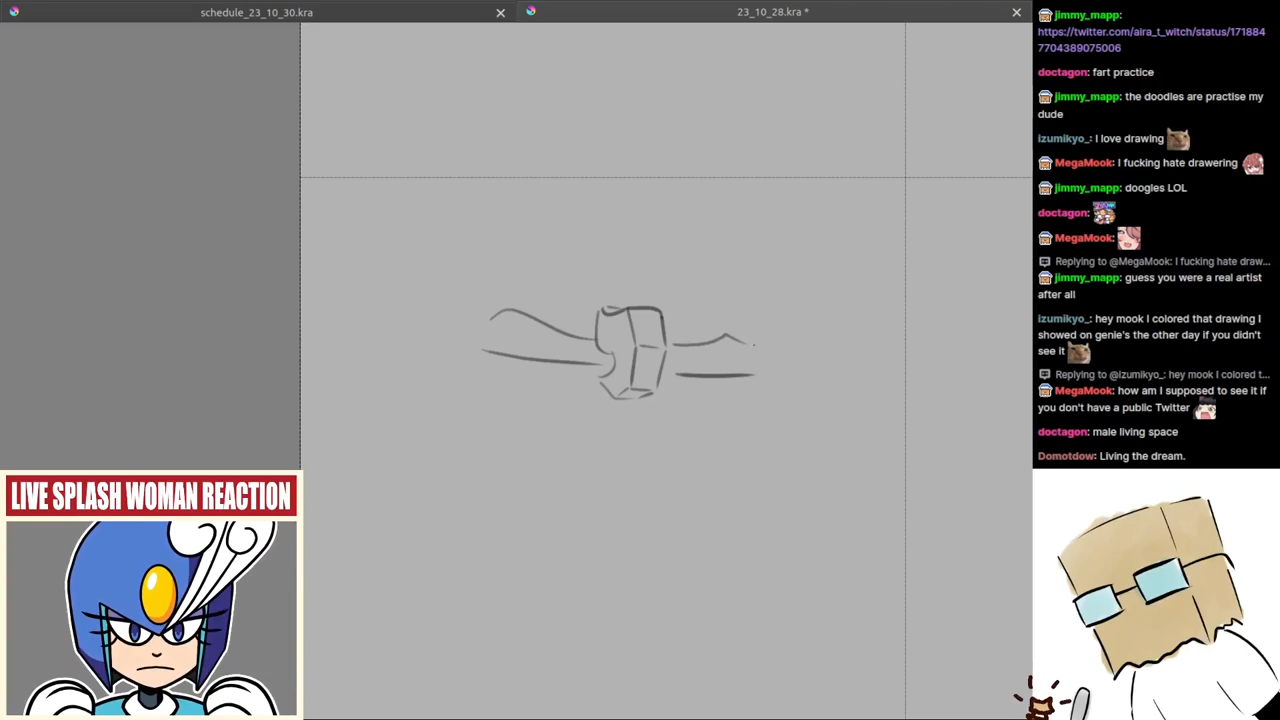 schedule_23_10_30.kra
23_10_28.kra *
jimmy_mapp:
https://twitter.com/aira_t_witch/status/171884
7704389075006
doctagon: fart practice
jimmy_mapp: the doodles are practise my
dude
izumikyo_: I love drawing
MegaMook: I fucking hate drawering
jimmy_mapp: doogles LOL
doctagon:
MegaMook:
Replying to @MegaMook: I fucking hate draw...
jimmy_mapp: guess you were a real artist
after all
izumikyo_: hey mook I colored that drawing I
showed on genie's the other day if you didn't
see it
Replying to @izumikyo_: hey mook I colored t...
MegaMook: how am I supposed to see it if
you don't have a public Twitter
doctagon: male living space
Domotdow: Living the dream.
LIVE SPLASH WOMAN REACTION